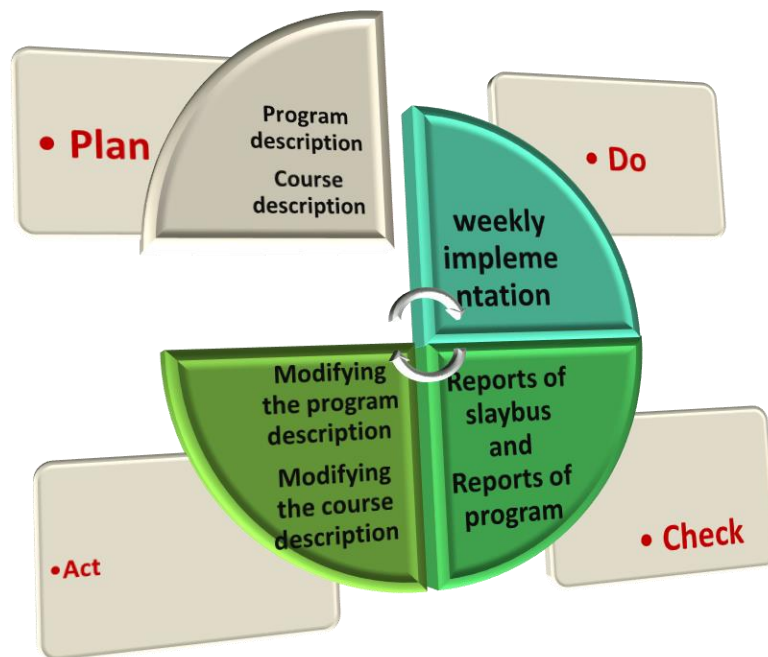 • Plan
Program
description
Course
description
• Do
weekly
impleme
ntation
Modifying
the program
description
Modifying
the course
description
• Act
Reports of
slaybus
and
Reports of
program
• Check